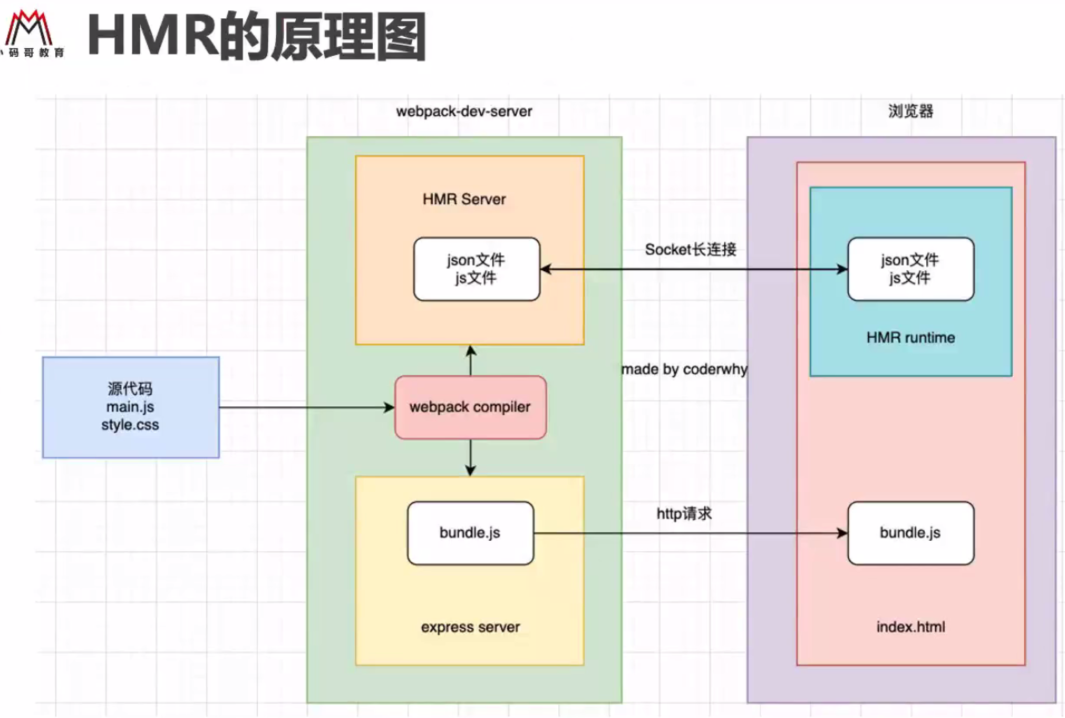 小码哥教育
HMR的原理图
webpack-dev-server
浏览器
HMR Server
json文件
js文件
Socket长连接
json文件
js文件
HMR runtime
made by coderwhy
源代码
main.js
style.css
webpack compiler
bundle.js
http请求
bundle.js
express server
index.html